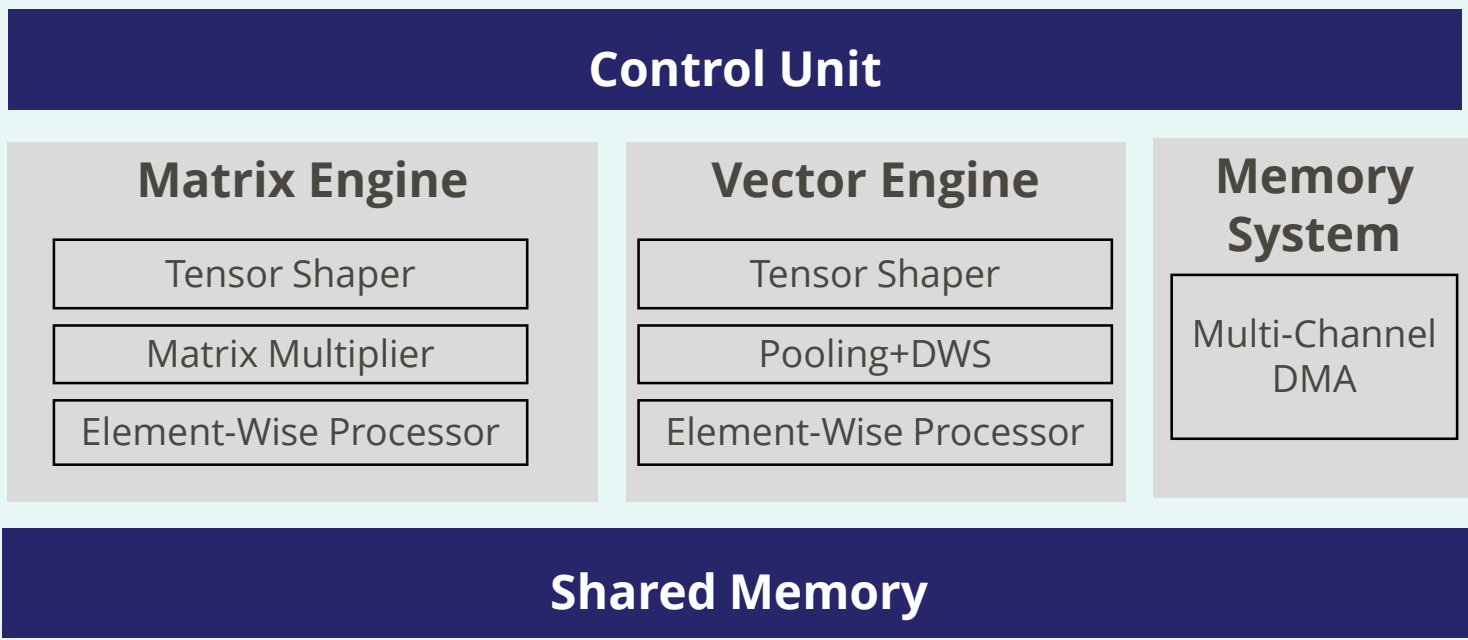 Control Unit
Matrix Engine
Tensor Shaper
Matrix Multiplier
Element-Wise Processor
Vector Engine
Tensor Shaper
Pooling+DWS
Element-Wise Processor
Memory
System
Multi-Channel
DMA
Shared Memory